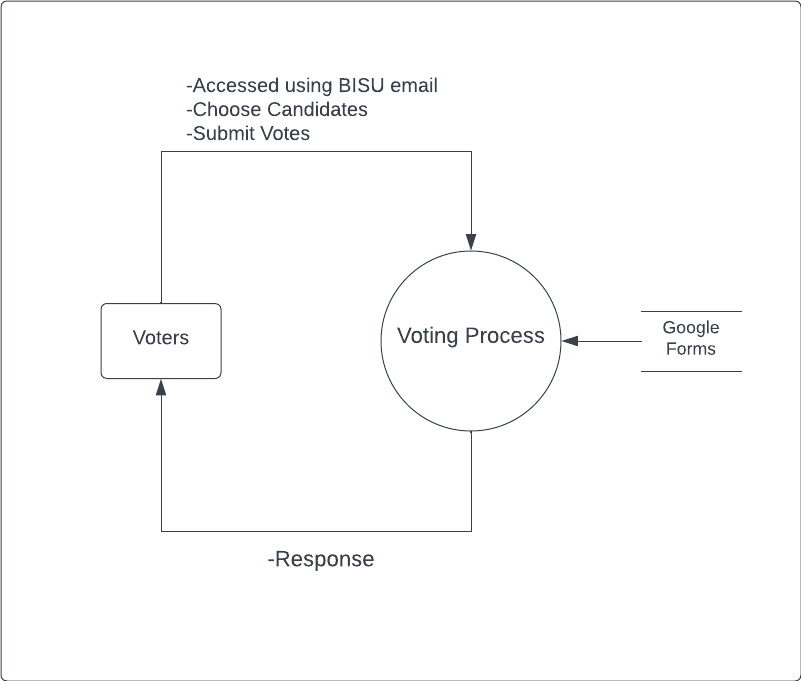 -Accessed using BISU email
-Choose Candidates
-Submit Votes
Voters
Voting Process
Google
Forms
-Response